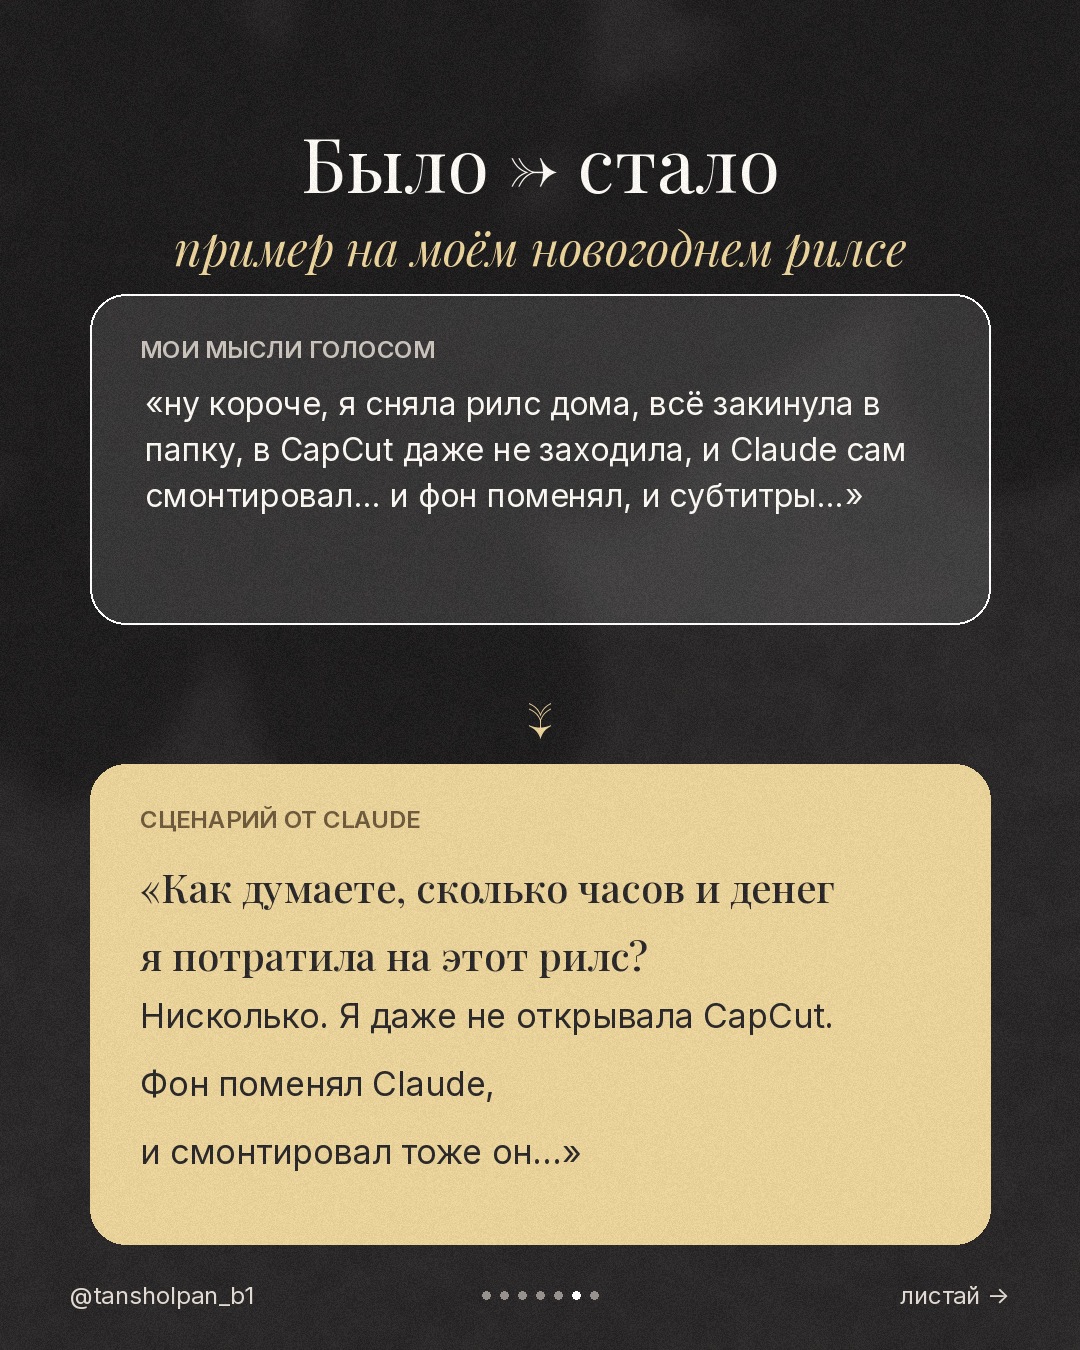 Было → стало
пример на моём новогоднем рилсе
МОИ МЫСЛИ ГОЛОСОМ
«ну короче, я сняла рилс дома, всё закинула в
папку, в CapCut даже не заходила, и Claude сам
смонтировал... и фон поменял, и субтитры...»
СЦЕНАРИЙ ОТ CLAUDE
«Как думаете, сколько часов и денег
я потратила на этот рилс?
Нисколько. Я даже не открывала CapCut.
Фон поменял Claude,
и смонтировал тоже он...»
@tansholpan_b1
листай →